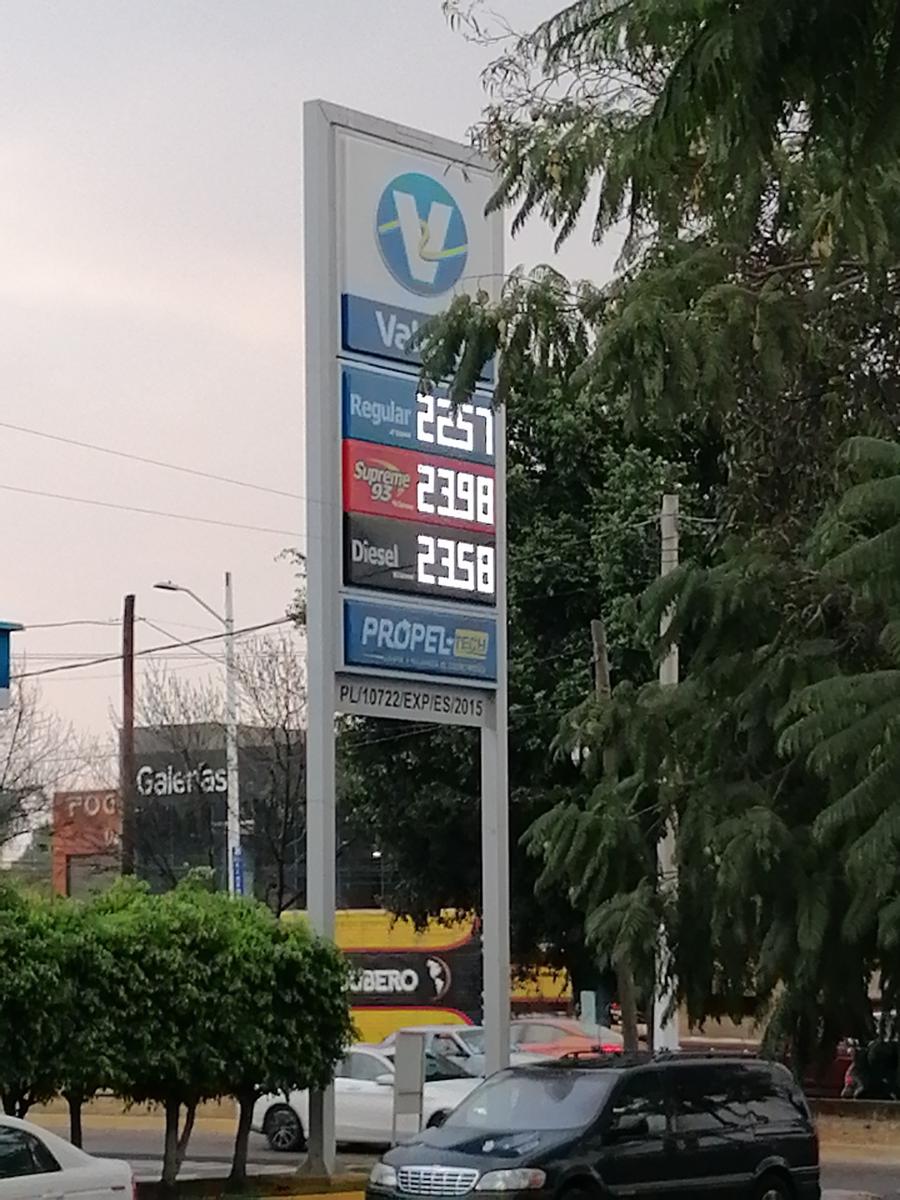 V
Regular 2257
Supreme 93 2398
Diesel 2358
PROPEL TECH
PL/10722/EXP/ES/2015
Galerías